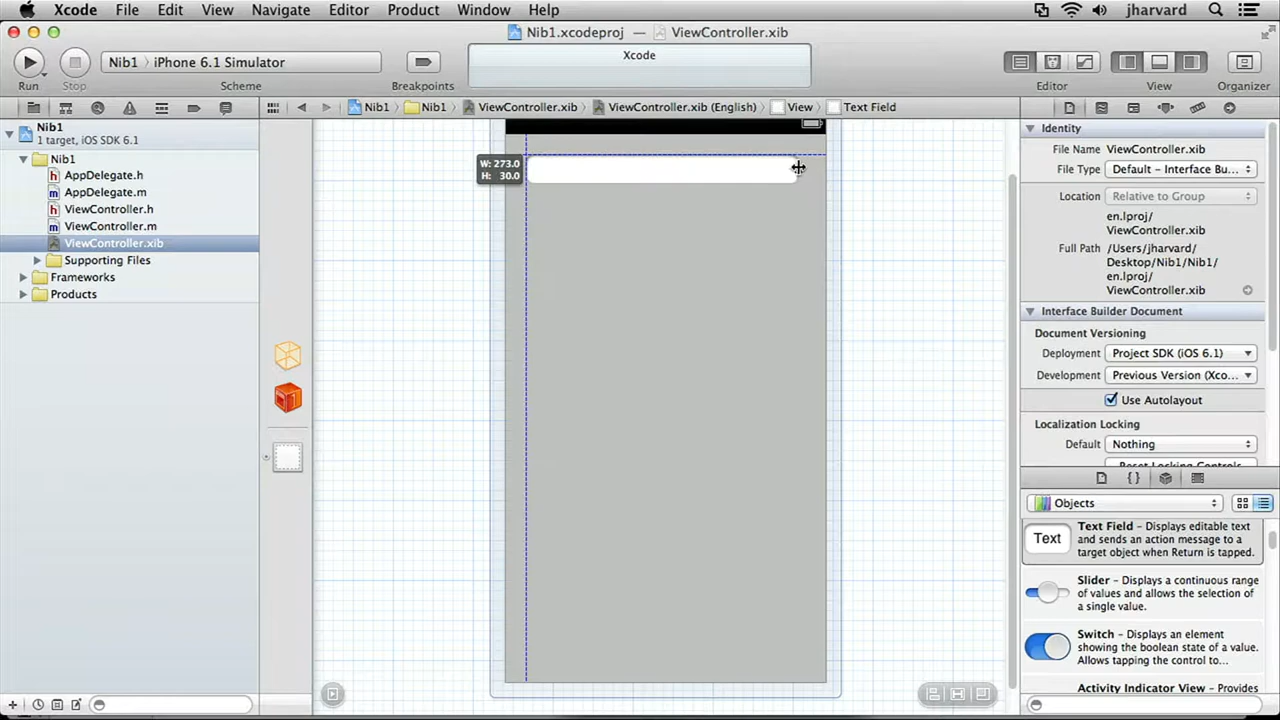 Xcode File Edit View Navigate Editor Product Window Help jharvard
Nib1.xcodeproj — ViewController.xib
Nib1 〉 iPhone 6.1 Simulator
Xcode
Run Stop Scheme Breakpoints Editor View Organizer
Nib1 〉 Nib1 〉 ViewController.xib 〉 ViewController.xib (English) 〉 View 〉 Text Field
Nib1
1 target, iOS SDK 6.1
Nib1
AppDelegate.h
AppDelegate.m
ViewController.h
ViewController.m
ViewController.xib
Supporting Files
Frameworks
Products
W: 273.0
H: 30.0
Identity
File Name ViewController.xib
File Type Default - Interface Bu...
Location Relative to Group
en.lproj/
ViewController.xib
Full Path /Users/jharvard/
Desktop/Nib1/Nib1/
en.lproj/
ViewController.xib
Interface Builder Document
Document Versioning
Deployment Project SDK (iOS 6.1)
Development Previous Version (Xco...
Use Autolayout
Localization Locking
Default Nothing
Reset Locking Controls
Objects
Text
Text Field – Displays editable text
and sends an action message to a
target object when Return is tapped.
Slider – Displays a continuous range
of values and allows the selection of
a single value.
Switch – Displays an element
showing the boolean state of a value.
Allows tapping the control to...
Activity Indicator View – Provides